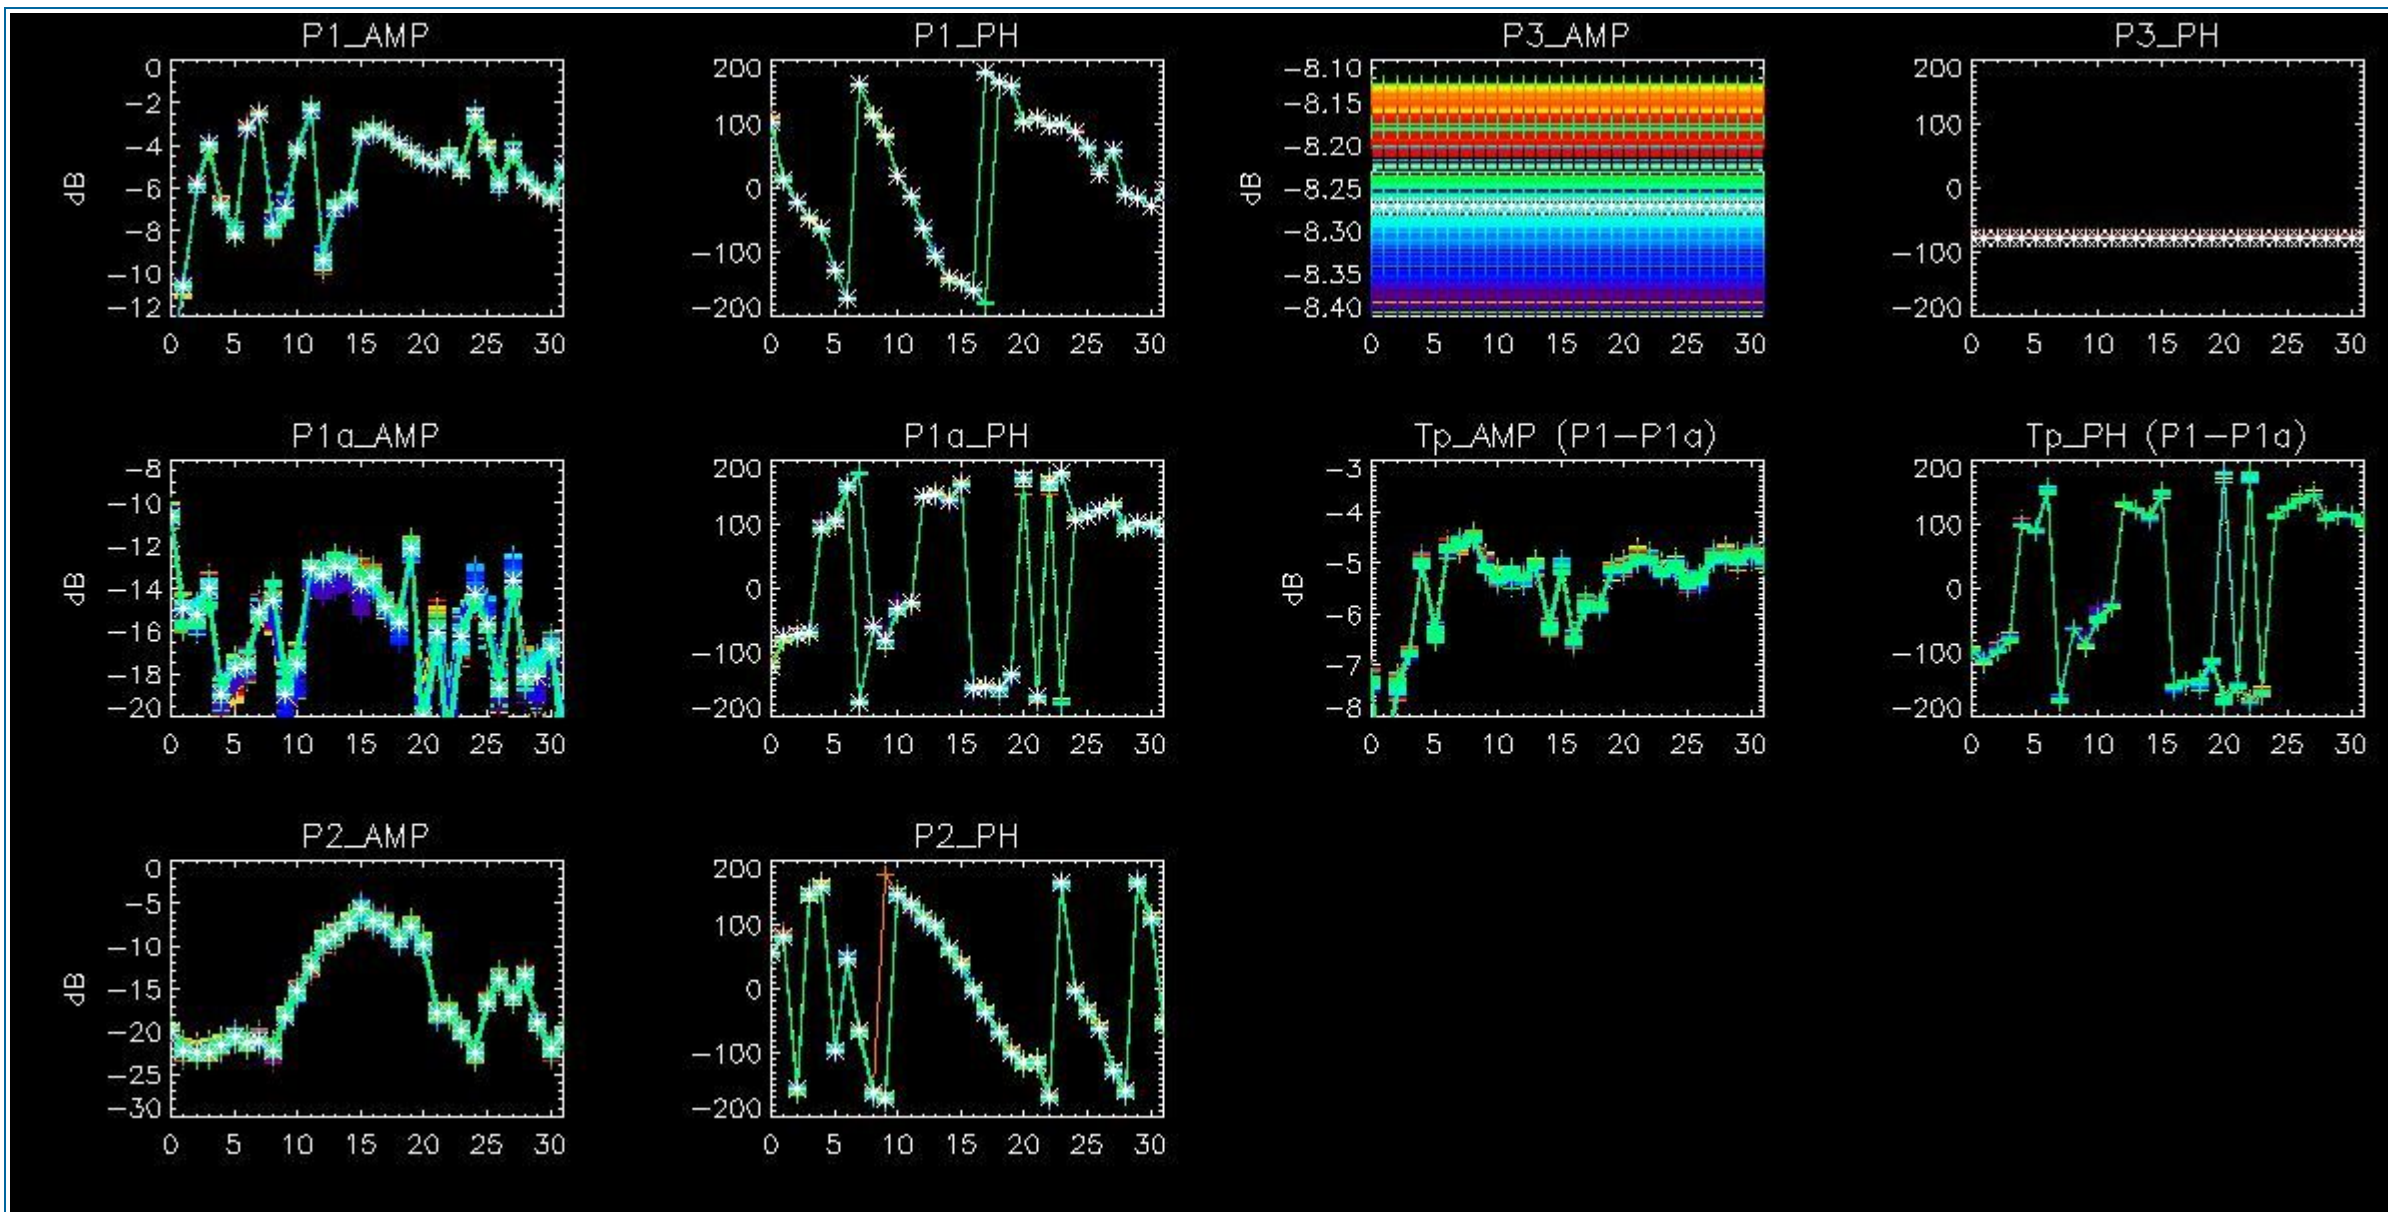 P1_AMP P1_PH P3_AMP P3_PH
0 200 -8.10 200
-2 100 -8.15 100
-4 0 -8.20 0
-6 -100 -8.25 -100
-8 -200 -8.30 -200
-10 -8.35
-12 -8.40
dB dB
0 5 10 15 20 25 30 0 5 10 15 20 25 30 0 5 10 15 20 25 30 0 5 10 15 20 25 30
P1a_AMP P1a_PH Tp_AMP (P1-P1a) Tp_PH (P1-P1a)
-8 200 -3 200
-10 100 -4 100
-12 0 -5 0
-14 -100 -6 -100
-16 -200 -7 -200
-18 -8
-20
dB dB
0 5 10 15 20 25 30 0 5 10 15 20 25 30 0 5 10 15 20 25 30 0 5 10 15 20 25 30
P2_AMP P2_PH
0 200
-5 100
-10 0
-15 -100
-20 -200
-25
-30
dB
0 5 10 15 20 25 30 0 5 10 15 20 25 30